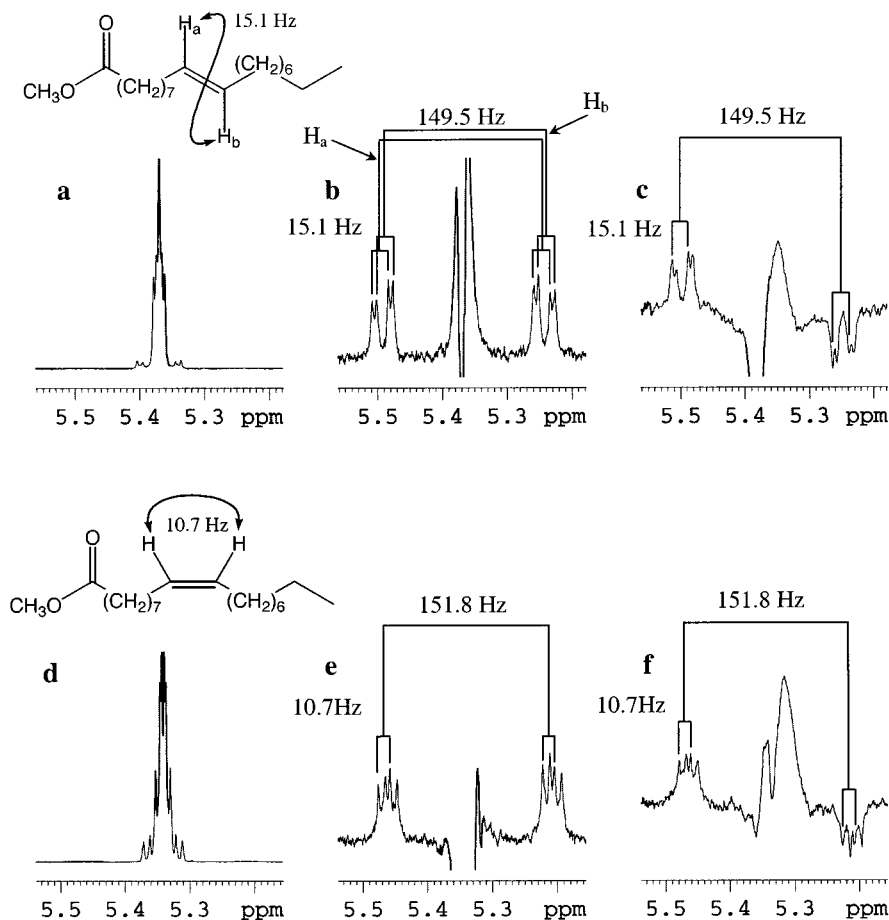 Ha
15.1 Hz
O
(CH2)6
CH3O
(CH2)7
Hb
149.5 Hz
Hb
149.5 Hz
Ha
a
b
c
15.1 Hz
15.1 Hz
5.5 5.4 5.3 ppm
5.5 5.4 5.3 ppm
5.5 5.4 5.3 ppm
10.7 Hz
O
H
H
CH3O
(CH2)7
(CH2)6
151.8 Hz
151.8 Hz
d
e
f
10.7Hz
10.7Hz
5.5 5.4 5.3 ppm
5.5 5.4 5.3 ppm
5.5 5.4 5.3 ppm